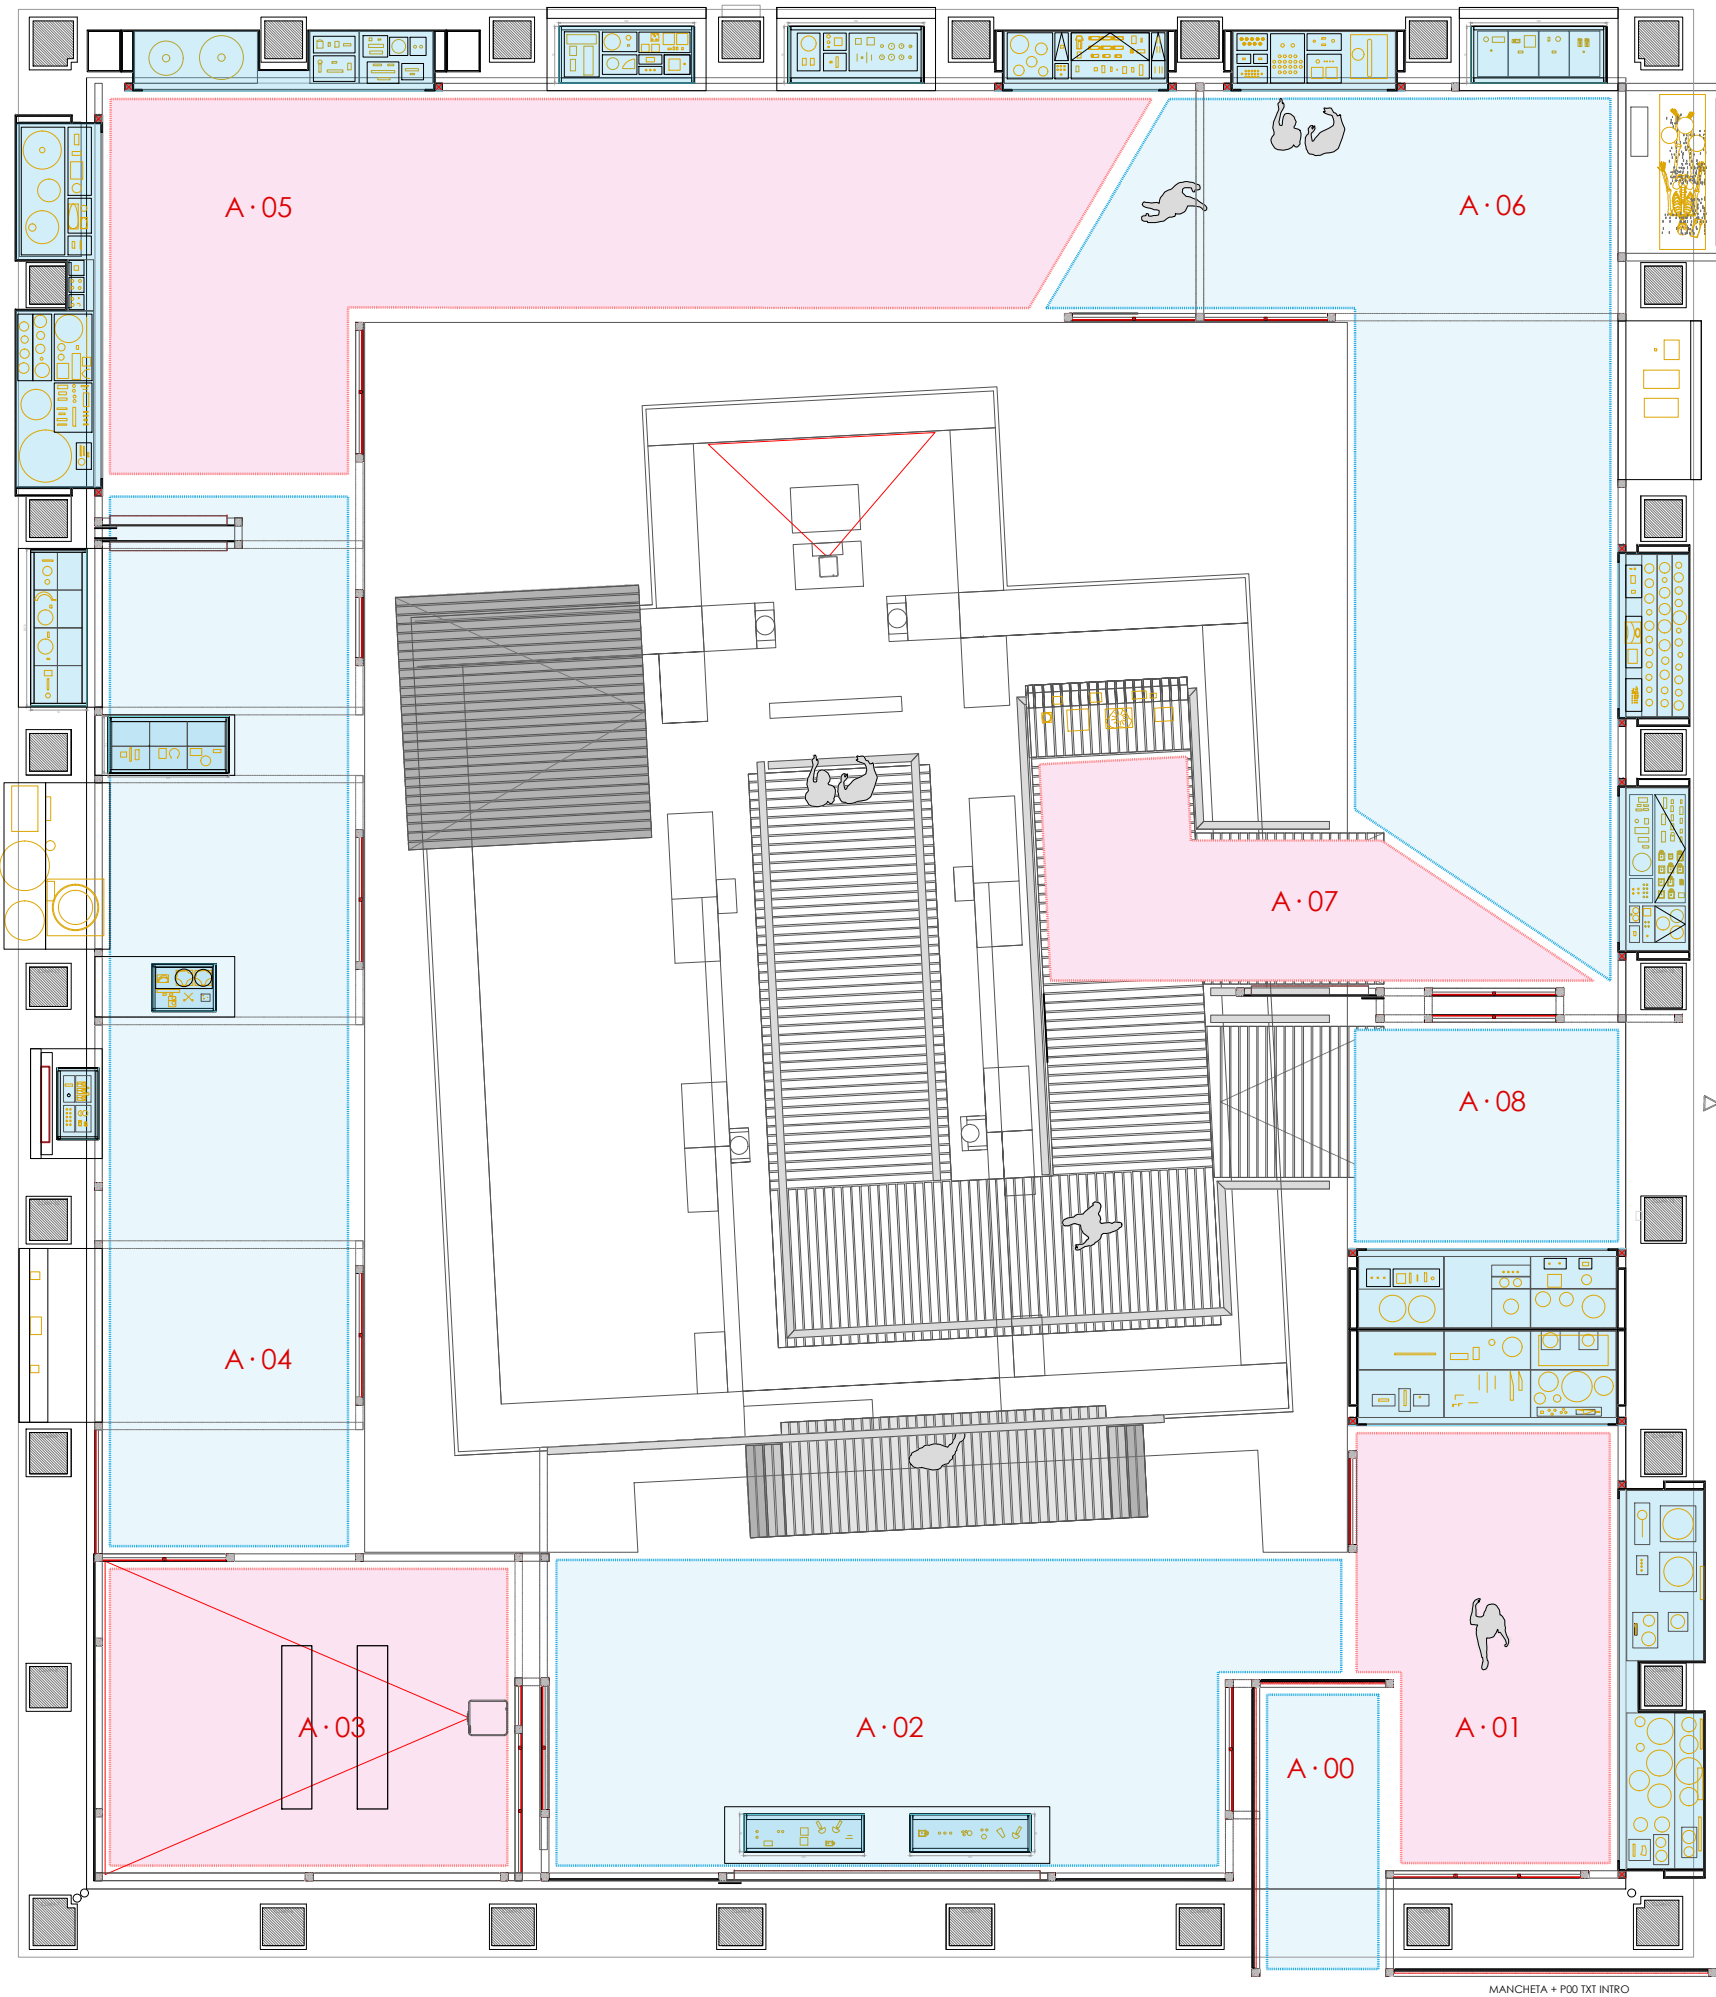 A · 05
A · 06
A · 07
A · 08
A · 04
A · 03
A · 02
A · 00
A · 01
MANCHETA + P00 TXT INTRO